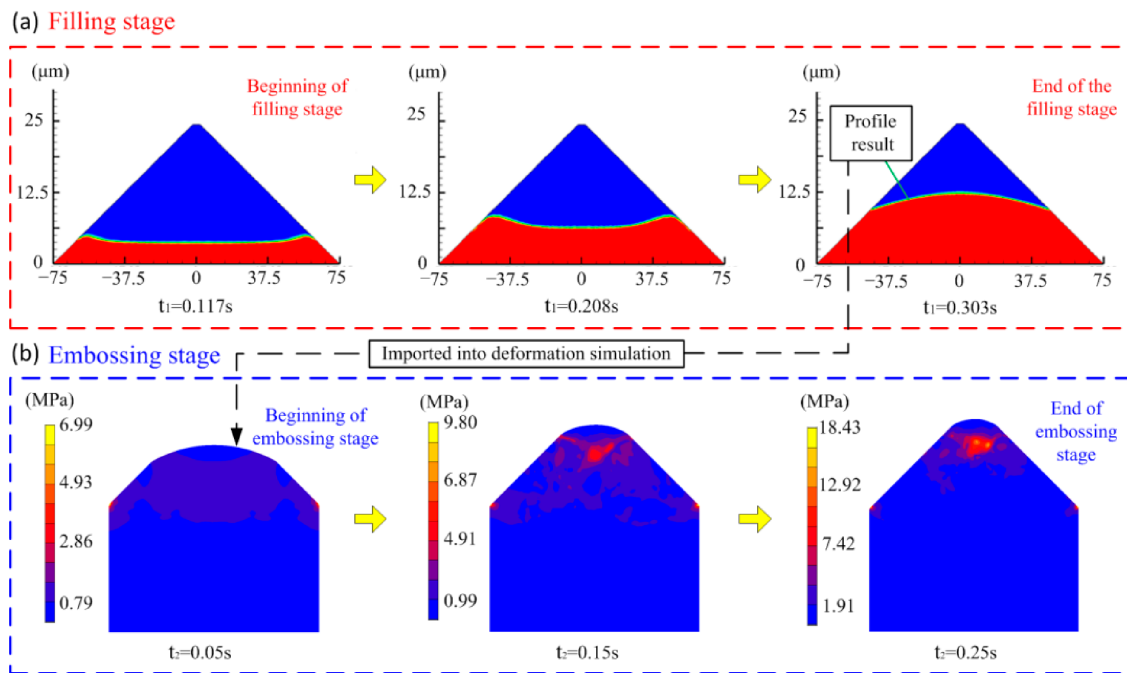 (a) Filling stage
(μm)
Beginning of
filling stage
25
12.5
0
−75
−37.5
0
37.5
75
t₁=0.117s
(μm)
25
12.5
0
−75
−37.5
0
37.5
75
t₁=0.208s
(μm)
End of the
filling stage
Profile
result
25
12.5
0
−75
−37.5
0
37.5
75
t₁=0.303s
(b) Embossing stage
Imported into deformation simulation
(MPa)
6.99
4.93
2.86
0.79
Beginning of
embossing stage
t₂=0.05s
(MPa)
9.80
6.87
4.91
0.99
t₂=0.15s
(MPa)
18.43
12.92
7.42
1.91
End of
embossing
stage
t₂=0.25s